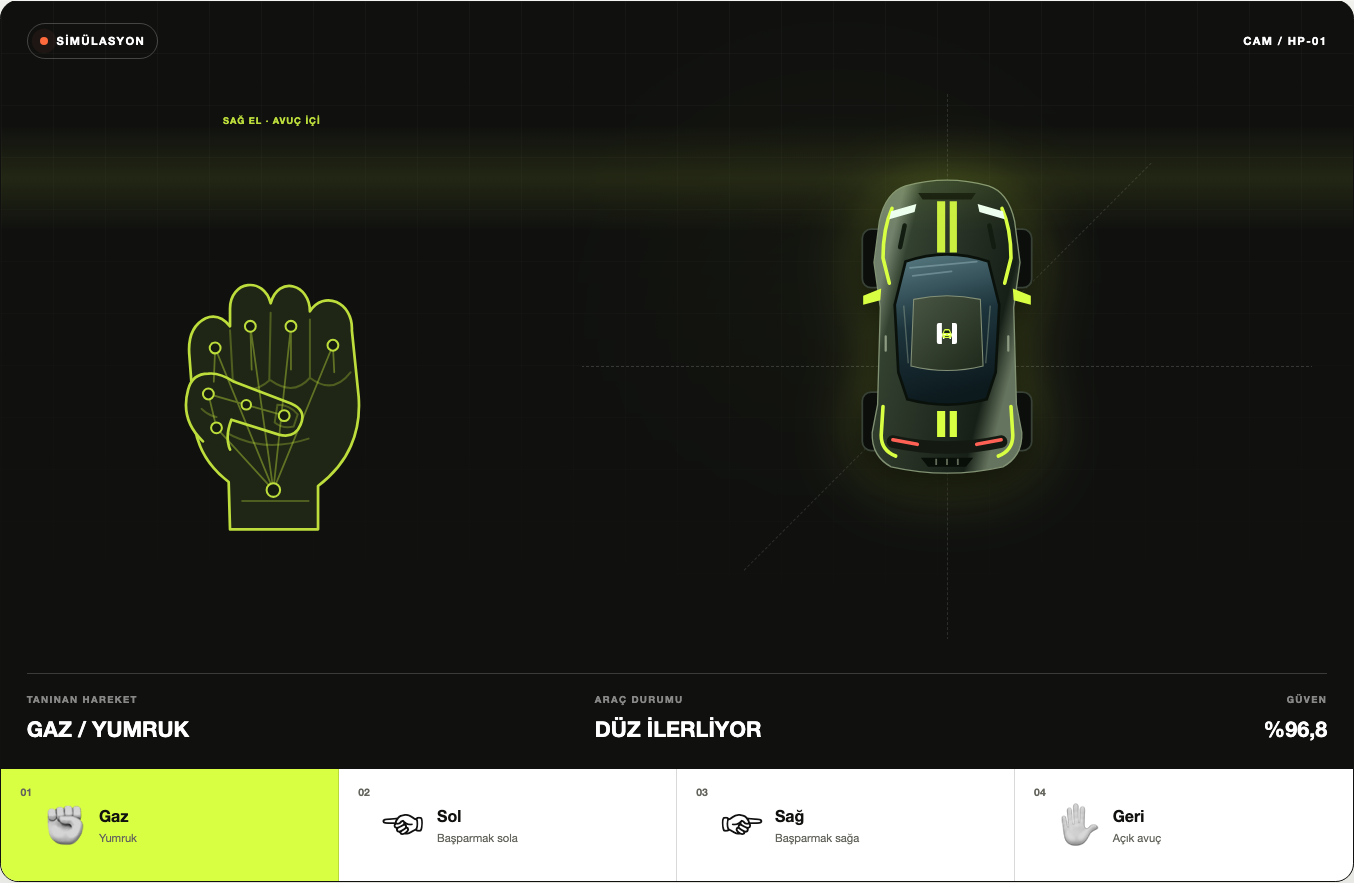 SİMÜLASYON
CAM / HP-01
SAĞ EL · AVUÇ İÇİ
H
TANINAN HAREKET
GAZ / YUMRUK
ARAÇ DURUMU
DÜZ İLERLİYOR
GÜVEN
%96,8
01
Gaz
Yumruk
02
Sol
Başparmak sola
03
Sağ
Başparmak sağa
04
Geri
Açık avuç